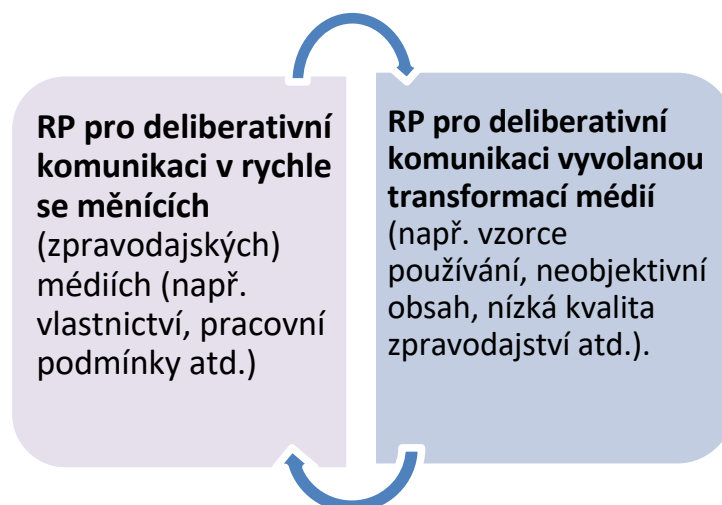 RP pro deliberativní
komunikaci v rychle
se měnících
(zpravodajských)
médiích (např.
vlastnictví, pracovní
podmínky atd.)
RP pro deliberativní
komunikaci vyvolanou
transformací médií
(např. vzorce
používání, neobjektivní
obsah, nízká kvalita
zpravodajství atd.).